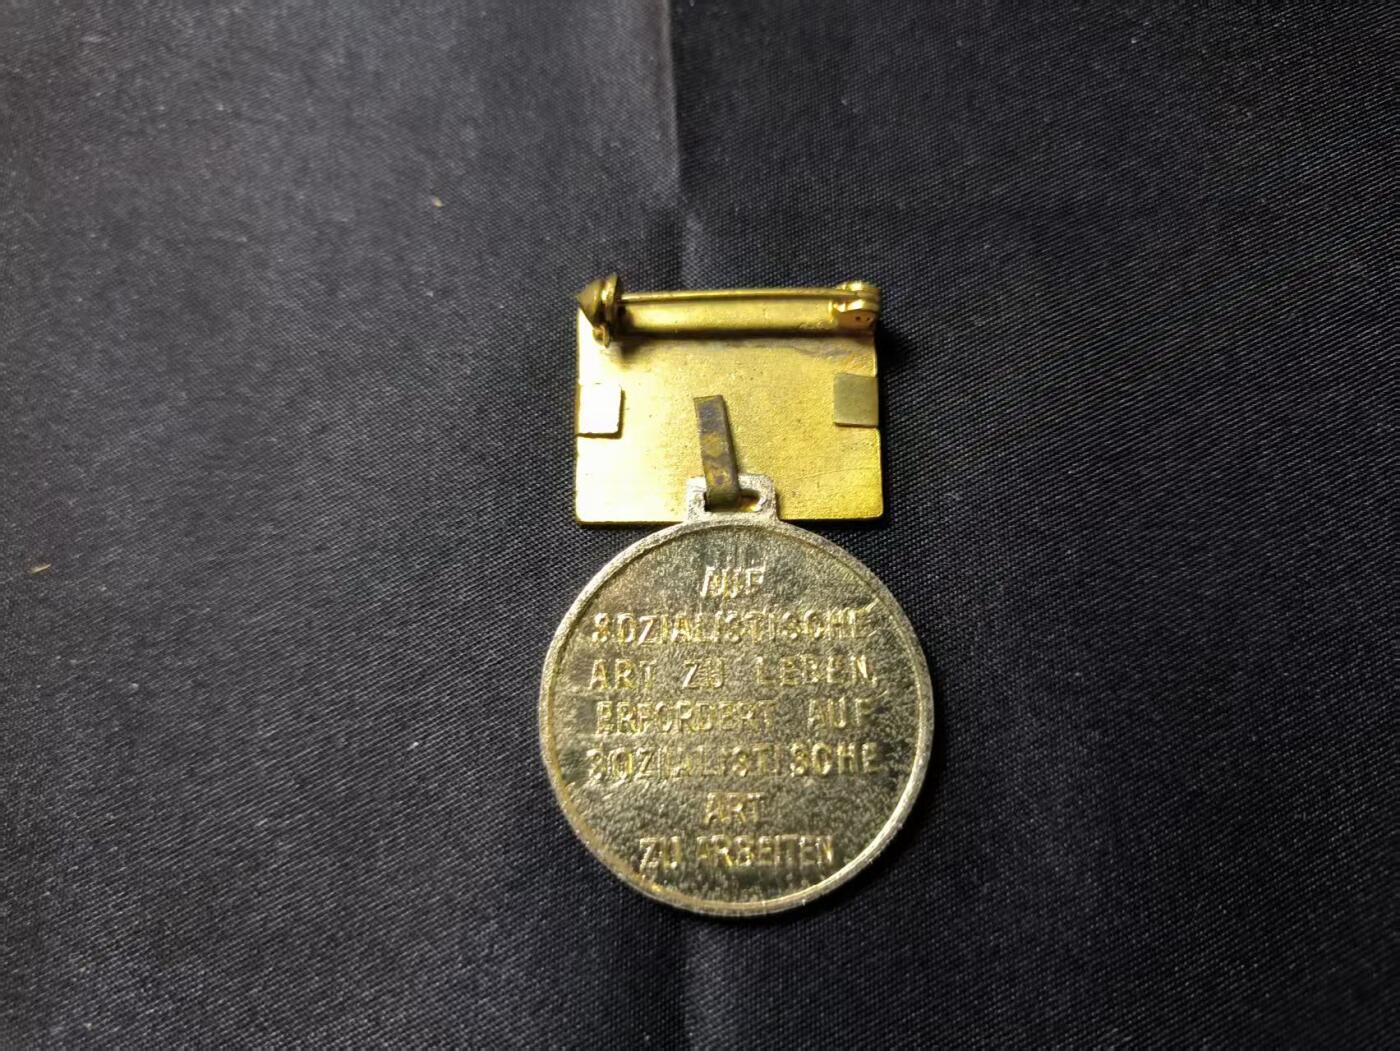 AUF
SOZIALISTISCHE
ART ZU LEBEN,
ERFORDERT AUF
SOZIALISTISCHE
ART
ZU ARBEITEN